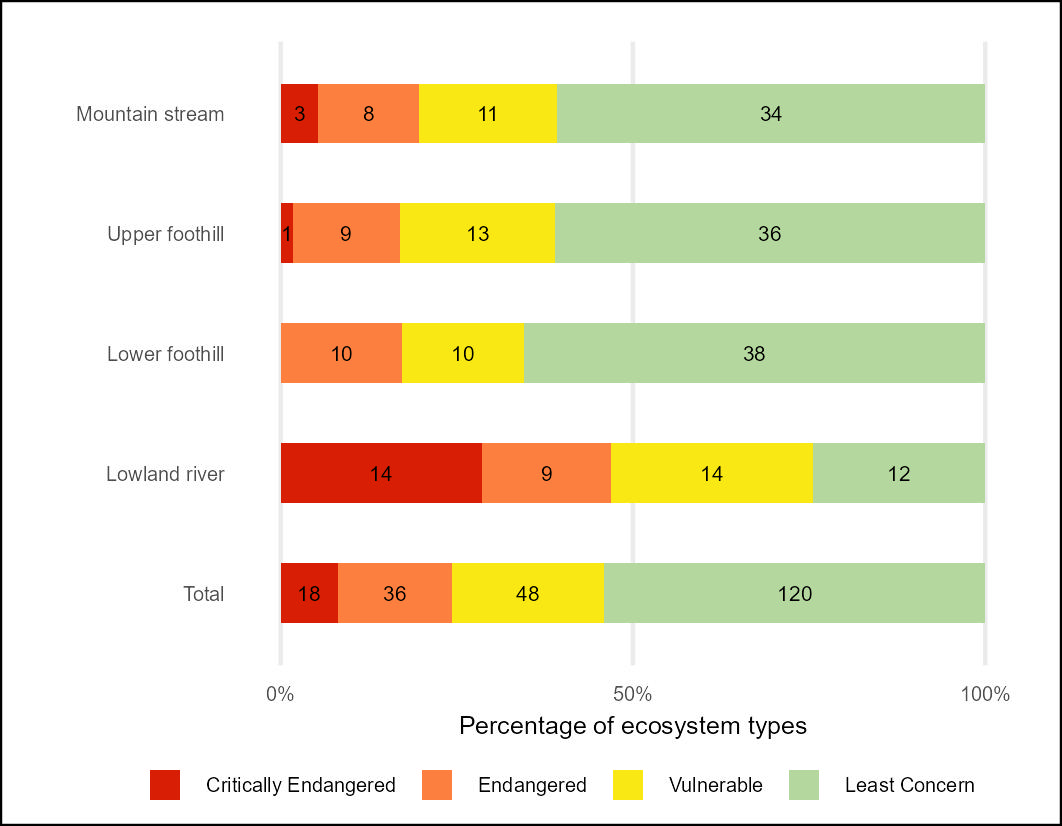 Mountain stream 3 8 11 34
Upper foothill 1 9 13 36
Lower foothill 10 10 38
Lowland river 14 9 14 12
Total 18 36 48 120
0% 50% 100%
Percentage of ecosystem types
Critically Endangered Endangered Vulnerable Least Concern